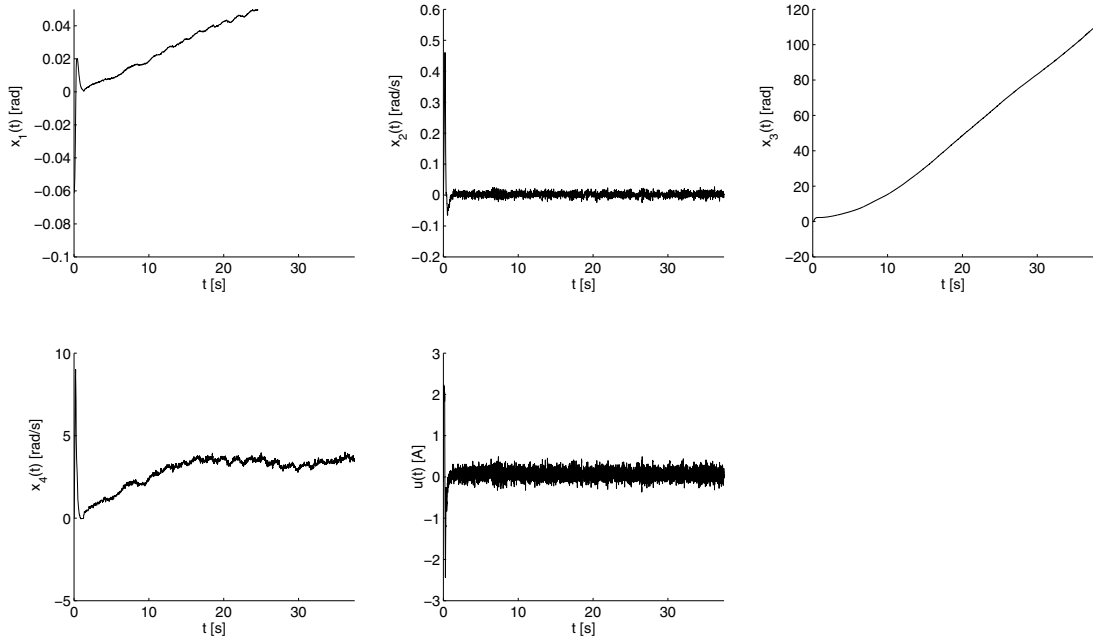 0.04
0.02
0
−0.02
−0.04
−0.06
−0.08
−0.1
x1(t) [rad]
0 10 20 30
t [s]
0.6
0.5
0.4
0.3
0.2
0.1
0
−0.1
−0.2
x2(t) [rad/s]
0 10 20 30
t [s]
120
100
80
60
40
20
0
−20
x3(t) [rad]
0 10 20 30
t [s]
10
5
0
−5
x4(t) [rad/s]
0 10 20 30
t [s]
3
2
1
0
−1
−2
−3
u(t) [A]
0 10 20 30
t [s]